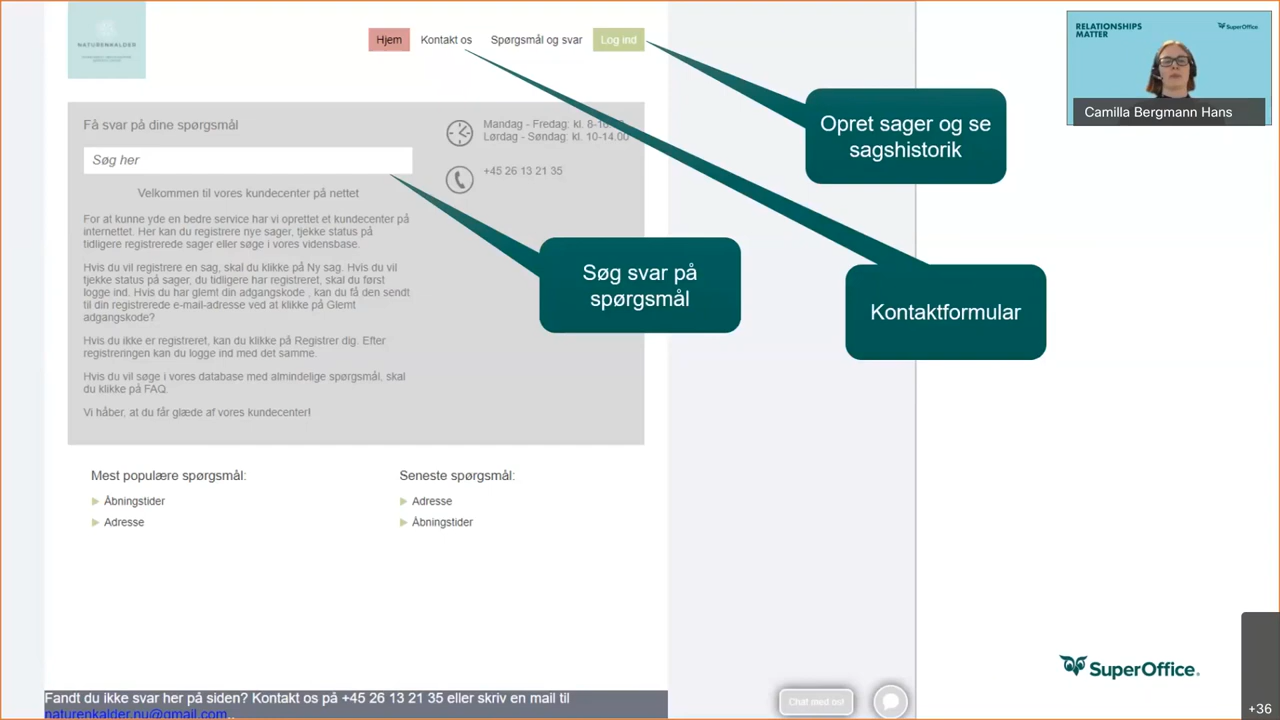 NATURENKALDER
Hjem
Kontakt os
Spørgsmål og svar
Log ind
RELATIONSHIPS
MATTER
SuperOffice
Camilla Bergmann Hans
Opret sager og se
sagshistorik
Få svar på dine spørgsmål
Søg her
Mandag - Fredag: kl. 8-16
Lørdag - Søndag: kl. 10-14.00
+45 26 13 21 35
Velkommen til vores kundecenter på nettet
For at kunne yde en bedre service har vi oprettet et kundecenter på
internettet. Her kan du registrere nye sager, tjekke status på
tidligere registrerede sager eller søge i vores vidensbase.
Hvis du vil registrere en sag, skal du klikke på Ny sag. Hvis du vil
tjekke status på sager, du tidligere har registreret, skal du først
logge ind. Hvis du har glemt din adgangskode , kan du få den sendt
til din registrerede e-mail-adresse ved at klikke på Glemt
adgangskode?
Hvis du ikke er registreret, kan du klikke på Registrer dig. Efter
registreringen kan du logge ind med det samme.
Hvis du vil søge i vores database med almindelige spørgsmål, skal
du klikke på FAQ.
Vi håber, at du får glæde af vores kundecenter!
Søg svar på
spørgsmål
Kontaktformular
Mest populære spørgsmål:
Åbningstider
Adresse
Seneste spørgsmål:
Adresse
Åbningstider
SuperOffice.
Fandt du ikke svar her på siden? Kontakt os på +45 26 13 21 35 eller skriv en mail til
naturenkalder.nu@gmail.com..
Chat med os!
+36